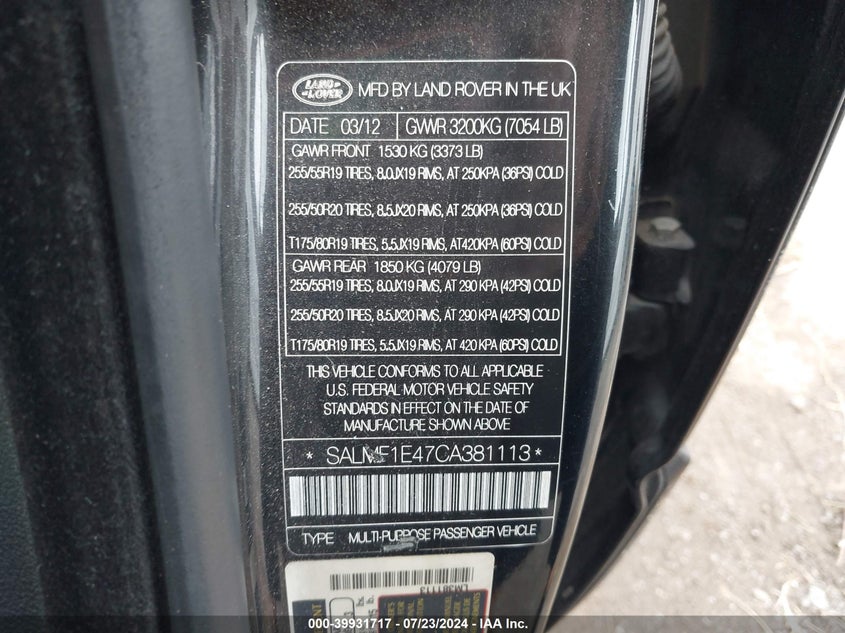 LAND ROVER MFD BY LAND ROVER IN THE UK
DATE 03/12 GVWR 3200KG (7054 LB)
GAWR FRONT 1530 KG (3373 LB)
255/55R19 TIRES, 8.0JX19 RIMS, AT 250KPA (36PSI) COLD
255/50R20 TIRES, 8.5JX20 RIMS, AT 250KPA (36PSI) COLD
T175/80R19 TIRES, 5.5JX19 RIMS, AT420KPA (60PSI) COLD
GAWR REAR 1850 KG (4079 LB)
255/55R19 TIRES, 8.0JX19 RIMS, AT 290 KPA (42PSI) COLD
255/50R20 TIRES, 8.5JX20 RIMS, AT 290 KPA (42PSI) COLD
T175/80R19 TIRES, 5.5JX19 RIMS, AT 420 KPA (60PSI) COLD
THIS VEHICLE CONFORMS TO ALL APPLICABLE
U.S. FEDERAL MOTOR VEHICLE SAFETY
STANDARDS IN EFFECT ON THE DATE OF
MANUFACTURE SHOWN ABOVE
* SALMF1E47CA381113 *
TYPE MULTI-PURPOSE PASSENGER VEHICLE
000-39931717 - 07/23/2024 - IAAI.COM